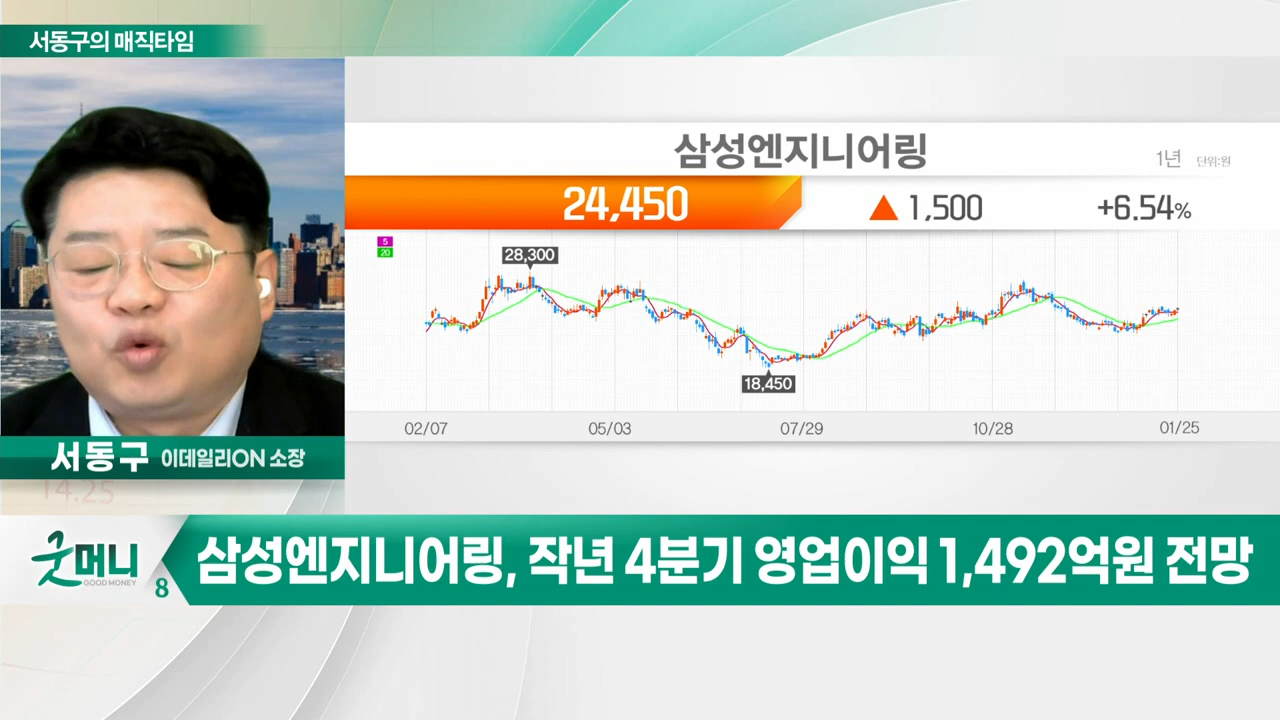 서동구의 매직타임
삼성엔지니어링
1년 단위:원
24,450 ▲ 1,500 +6.54%
5
20
28,300
18,450
02/07 05/03 07/29 10/28 01/25
서동구 이데일리ON 소장
14.25
굿머니
GOOD MONEY
8
삼성엔지니어링, 작년 4분기 영업이익 1,492억원 전망